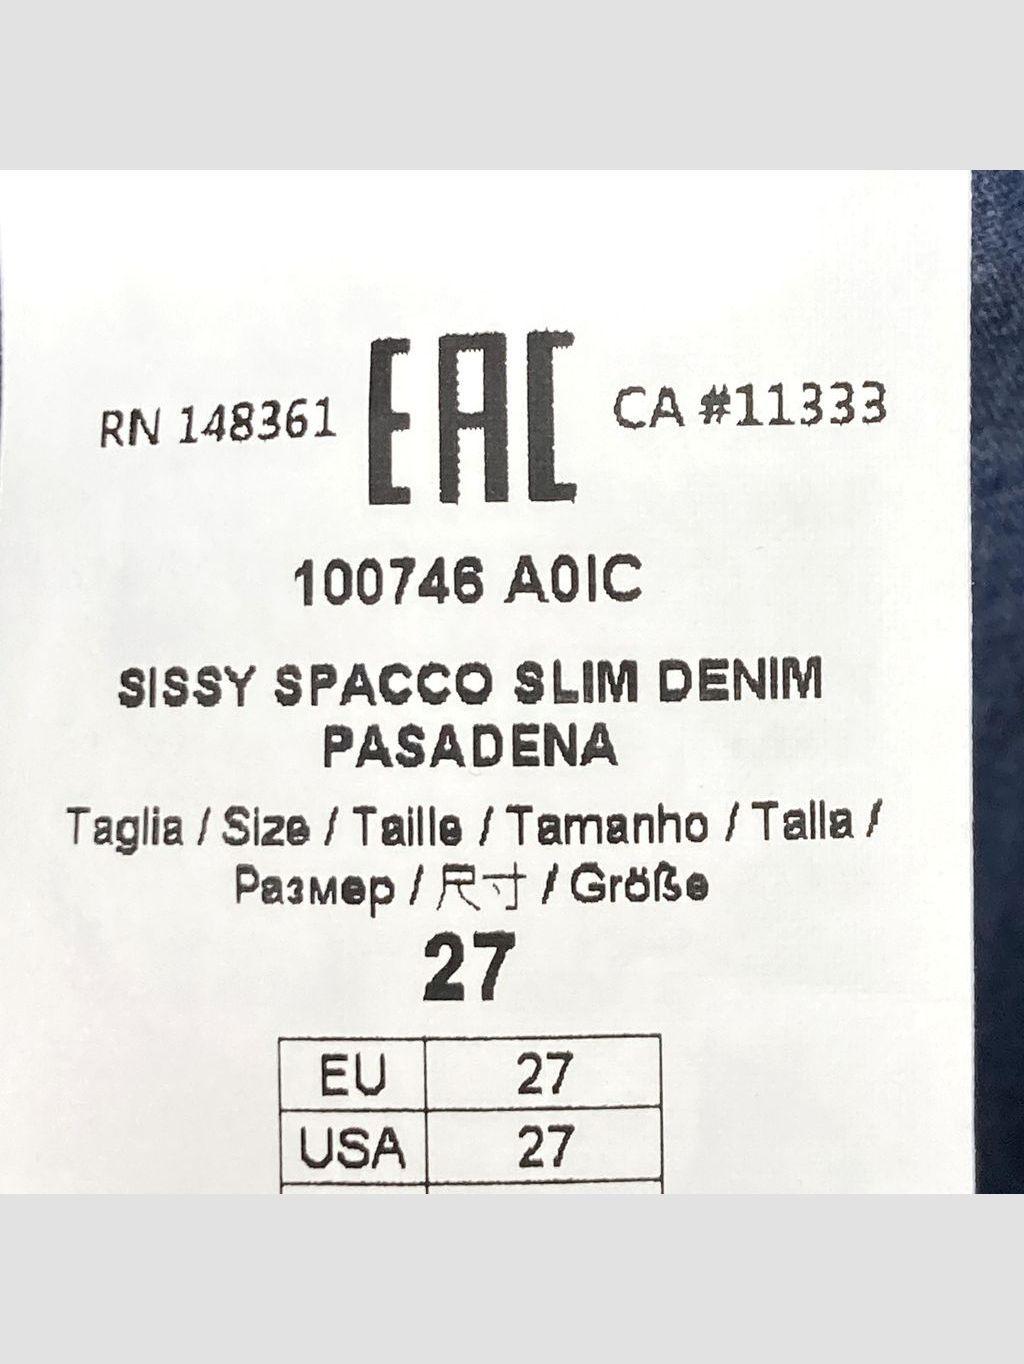 RN 148361 EAC CA #11333
100746 A0IC
SISSY SPACCO SLIM DENIM
PASADENA
Taglia / Size / Taille / Tamanho / Talla /
Размер / 尺寸 / Größe
27
EU 27
USA 27